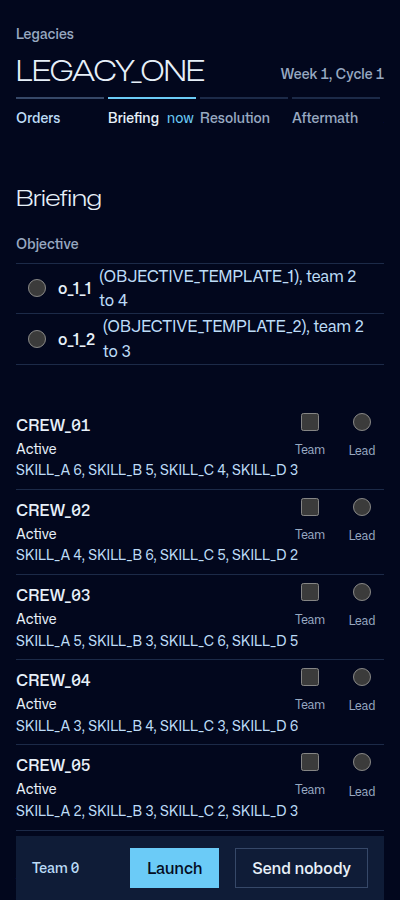 Legacies
LEGACY_ONE
Week 1, Cycle 1
Orders
Briefing now
Resolution
Aftermath
Briefing
Objective
o_1_1 (OBJECTIVE_TEMPLATE_1), team 2
to 4
o_1_2 (OBJECTIVE_TEMPLATE_2), team 2
to 3
CREW_01
Active
SKILL_A 6, SKILL_B 5, SKILL_C 4, SKILL_D 3
Team
Lead
CREW_02
Active
SKILL_A 4, SKILL_B 6, SKILL_C 5, SKILL_D 2
Team
Lead
CREW_03
Active
SKILL_A 5, SKILL_B 3, SKILL_C 6, SKILL_D 5
Team
Lead
CREW_04
Active
SKILL_A 3, SKILL_B 4, SKILL_C 3, SKILL_D 6
Team
Lead
CREW_05
Active
SKILL_A 2, SKILL_B 3, SKILL_C 2, SKILL_D 3
Team
Lead
Team 0
Launch
Send nobody